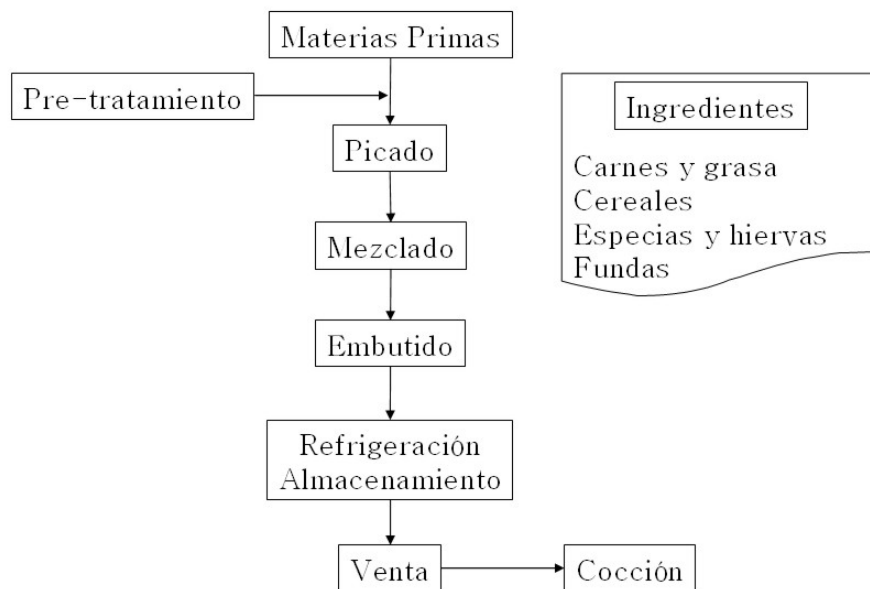 Materias Primas
Pre-tratamiento
Picado
Mezclado
Embutido
Refrigeración
Almacenamiento
Venta
Cocción
Ingredientes
Carnes y grasa
Cereales
Especias y hiervas
Fundas